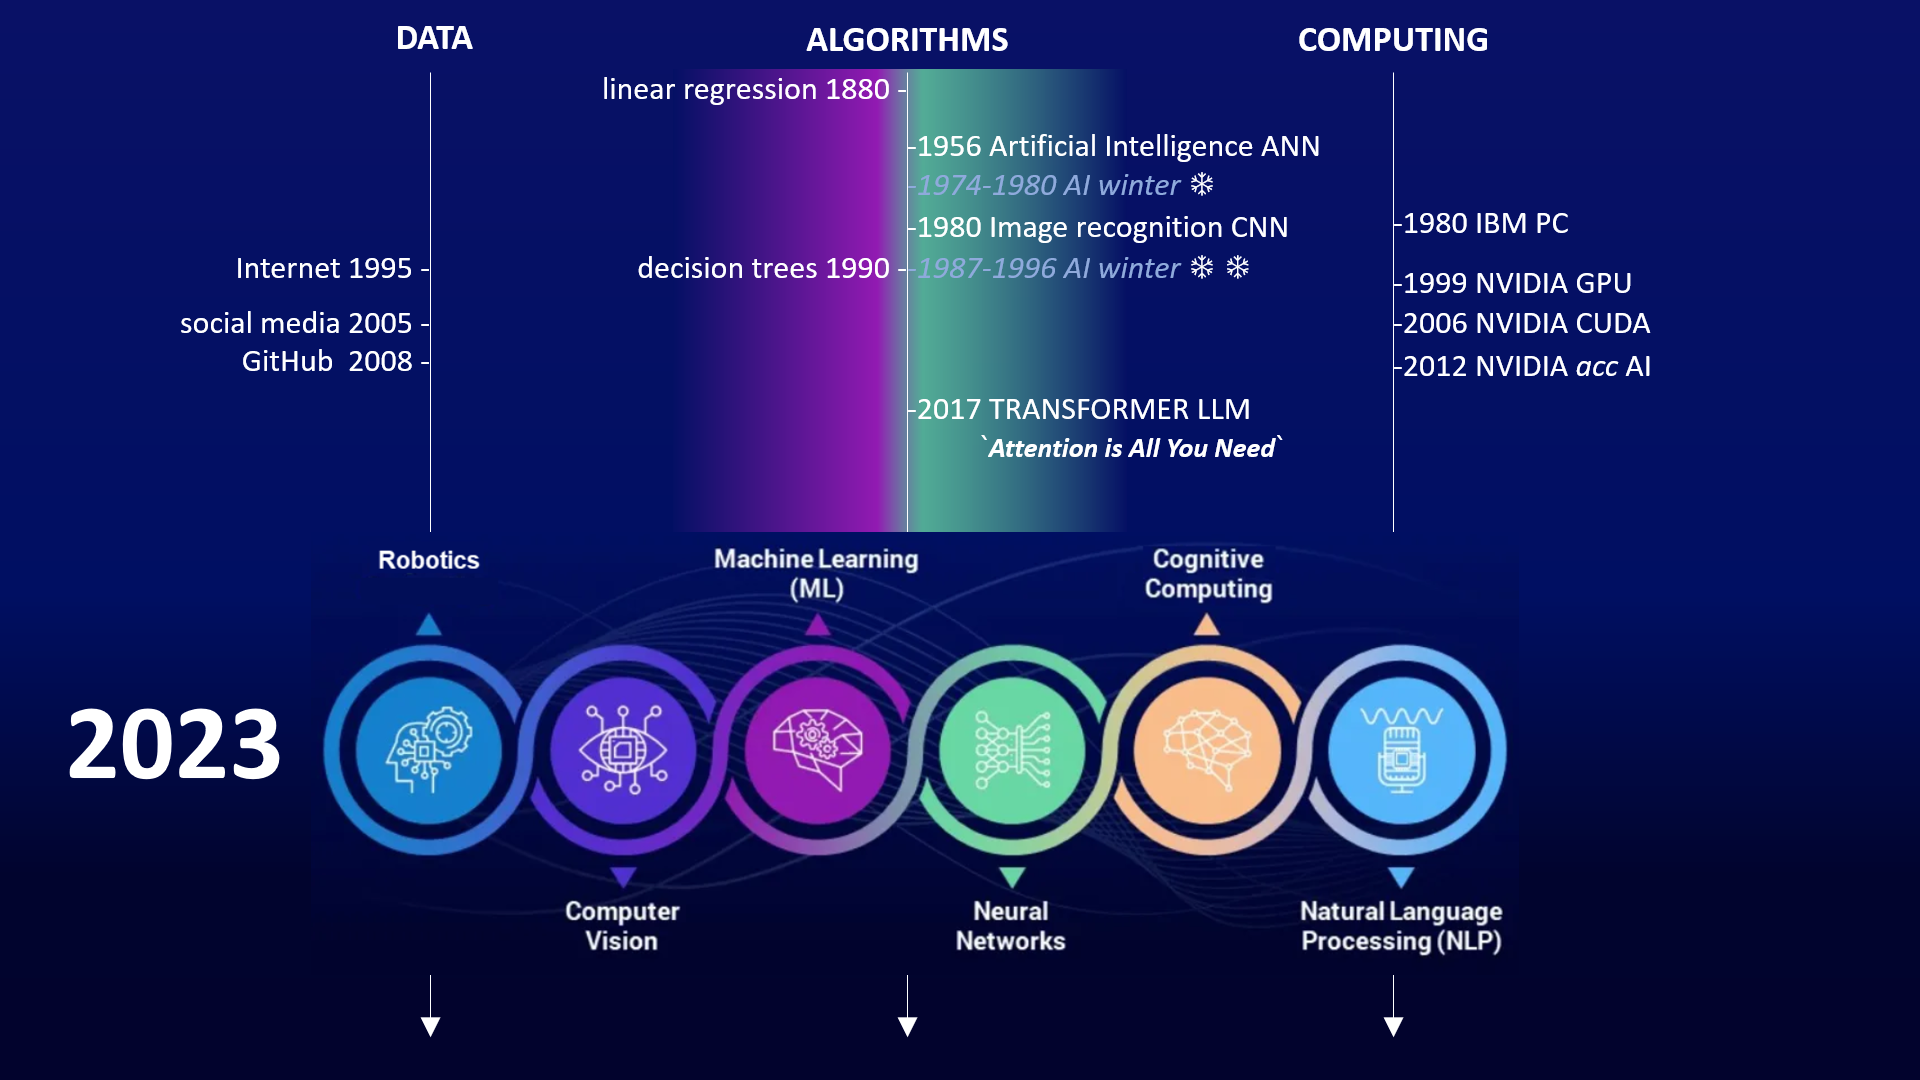 DATA
ALGORITHMS
COMPUTING
linear regression 1880 -
-1956 Artificial Intelligence ANN
-1974-1980 AI winter ❄
-1980 Image recognition CNN
-1980 IBM PC
Internet 1995 -
decision trees 1990 -
-1987-1996 AI winter ❄ ❄
-1999 NVIDIA GPU
social media 2005 -
-2006 NVIDIA CUDA
GitHub  2008 -
-2012 NVIDIA acc AI
-2017 TRANSFORMER LLM
`Attention is All You Need`
Robotics
Machine Learning
(ML)
Cognitive
Computing
2023
Computer
Vision
Neural
Networks
Natural Language
Processing (NLP)